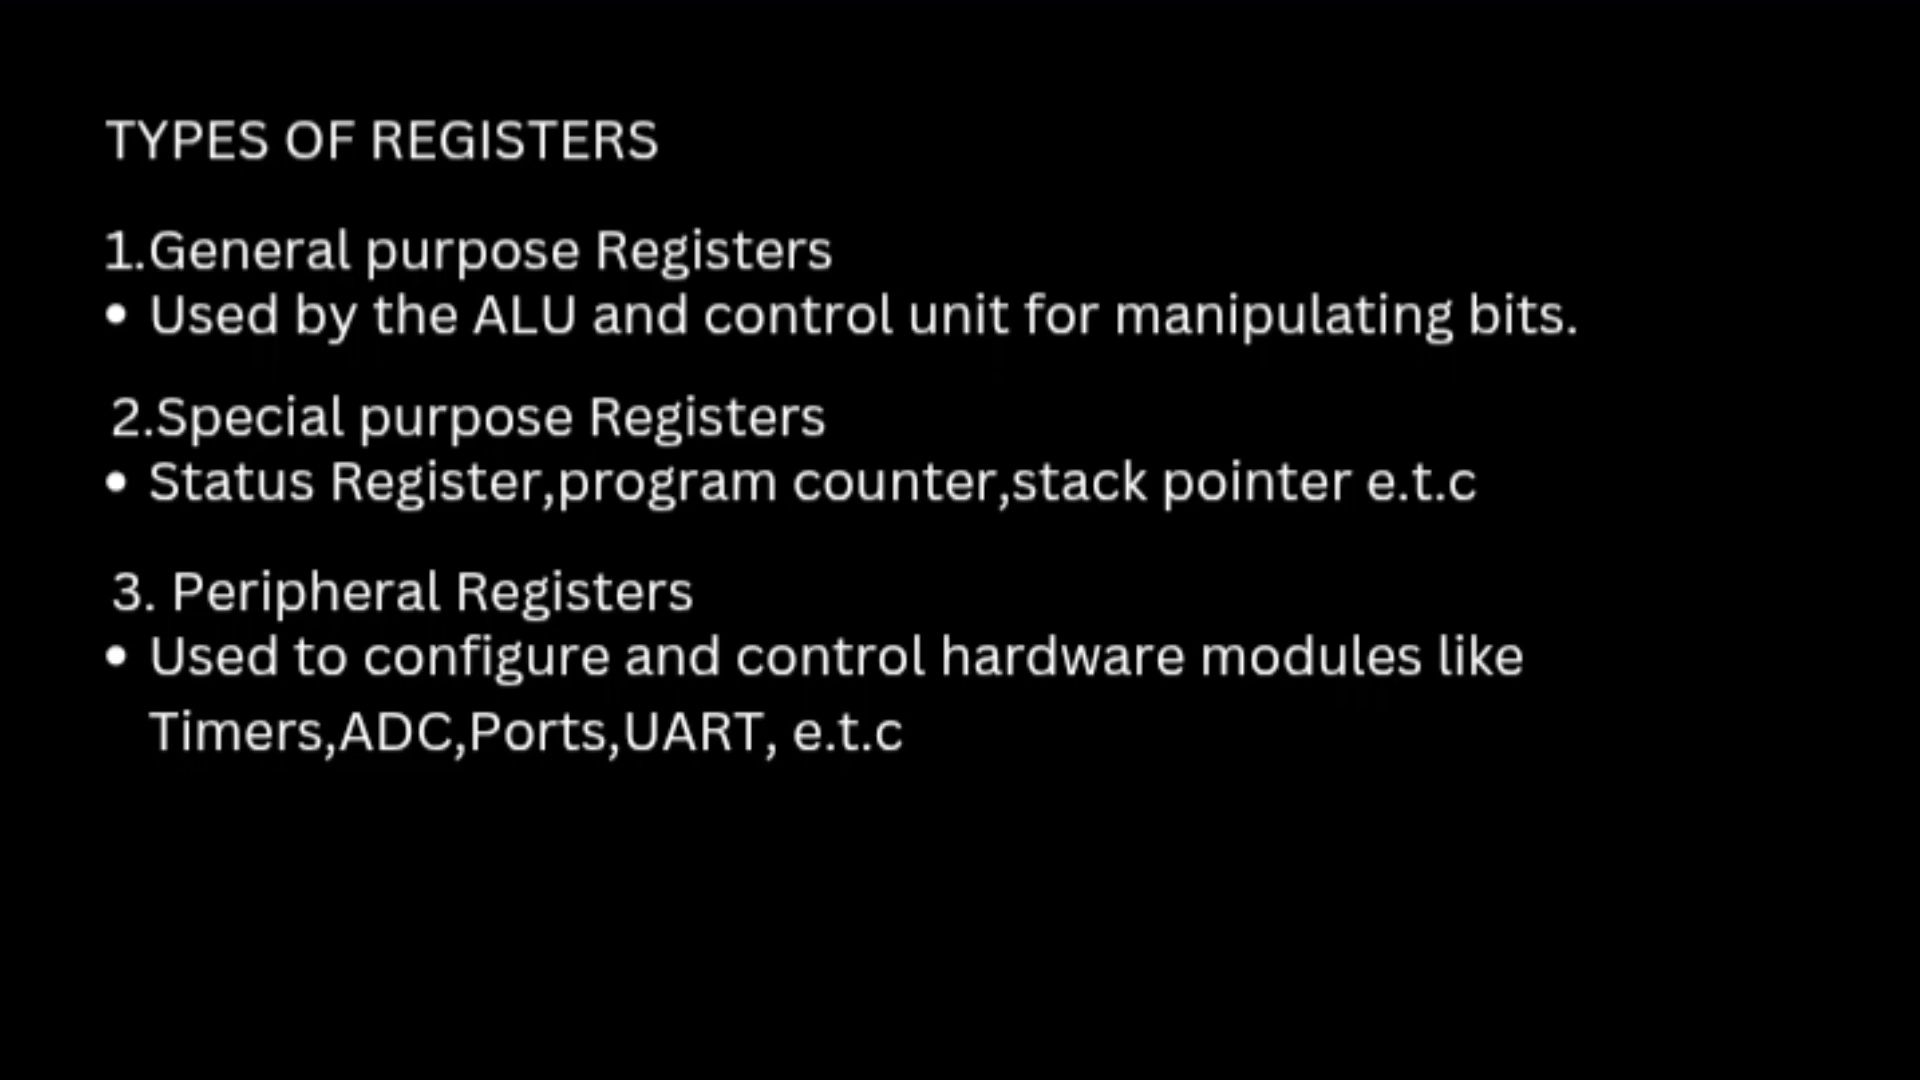 TYPES OF REGISTERS
1.General purpose Registers
• Used by the ALU and control unit for manipulating bits.
2.Special purpose Registers
• Status Register,program counter,stack pointer e.t.c
3. Peripheral Registers
• Used to configure and control hardware modules like
Timers,ADC,Ports,UART, e.t.c